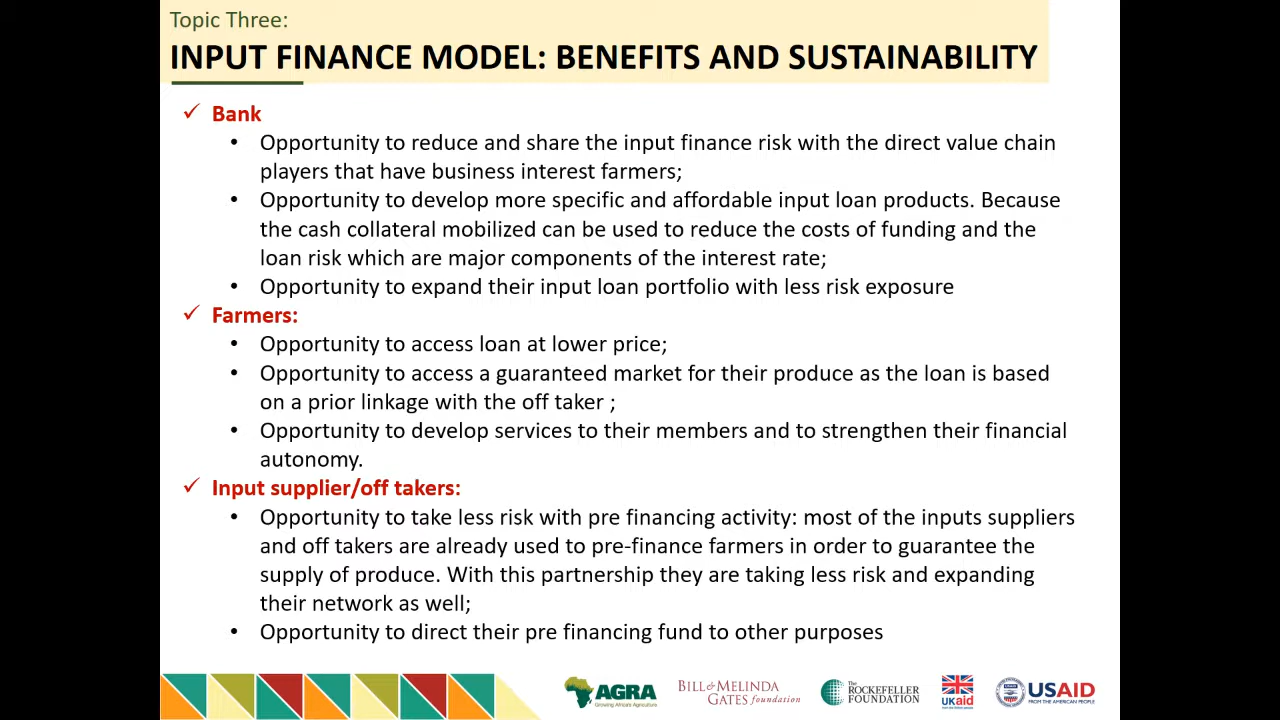 Topic Three:
INPUT FINANCE MODEL: BENEFITS AND SUSTAINABILITY
✓ Bank
• Opportunity to reduce and share the input finance risk with the direct value chain
players that have business interest farmers;
• Opportunity to develop more specific and affordable input loan products. Because
the cash collateral mobilized can be used to reduce the costs of funding and the
loan risk which are major components of the interest rate;
• Opportunity to expand their input loan portfolio with less risk exposure
✓ Farmers:
• Opportunity to access loan at lower price;
• Opportunity to access a guaranteed market for their produce as the loan is based
on a prior linkage with the off taker ;
• Opportunity to develop services to their members and to strengthen their financial
autonomy.
✓ Input supplier/off takers:
• Opportunity to take less risk with pre financing activity: most of the inputs suppliers
and off takers are already used to pre-finance farmers in order to guarantee the
supply of produce. With this partnership they are taking less risk and expanding
their network as well;
• Opportunity to direct their pre financing fund to other purposes
AGRA
Growing Africa's Agriculture
BILL & MELINDA
GATES foundation
The
ROCKEFELLER
FOUNDATION
UKaid
USAID
FROM THE AMERICAN PEOPLE